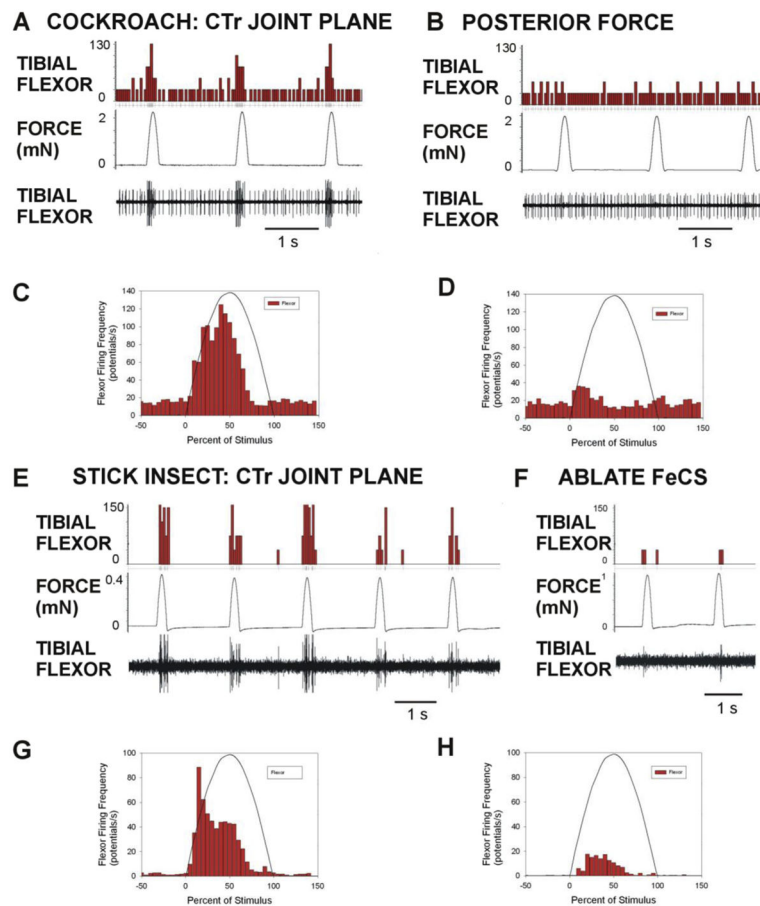 A COCKROACH: CTr JOINT PLANE
130
TIBIAL
FLEXOR
0
2
FORCE
(mN)
0
TIBIAL
FLEXOR
1 s
B POSTERIOR FORCE
130
TIBIAL
FLEXOR
0
2
FORCE
(mN)
0
TIBIAL
FLEXOR
1 s
C
Flexor Firing Frequency
(potentials/s)
140
120
100
80
60
40
20
0
Flexor
-50 0 50 100 150
Percent of Stimulus
D
Flexor Firing Frequency
(potentials/s)
140
120
100
80
60
40
20
0
Flexor
-50 0 50 100 150
Percent of Stimulus
E STICK INSECT: CTr JOINT PLANE
150
TIBIAL
FLEXOR
0
0.4
FORCE
(mN)
0
TIBIAL
FLEXOR
1 s
F ABLATE FeCS
150
TIBIAL
FLEXOR
0
1
FORCE
(mN)
0
TIBIAL
FLEXOR
1 s
G
Flexor Firing Frequency
(potentials/s)
100
80
60
40
20
0
Flexor
-50 0 50 100 150
Percent of Stimulus
H
Flexor Firing Frequency
(potentials/s)
100
80
60
40
20
0
Flexor
-50 0 50 100 150
Percent of Stimulus